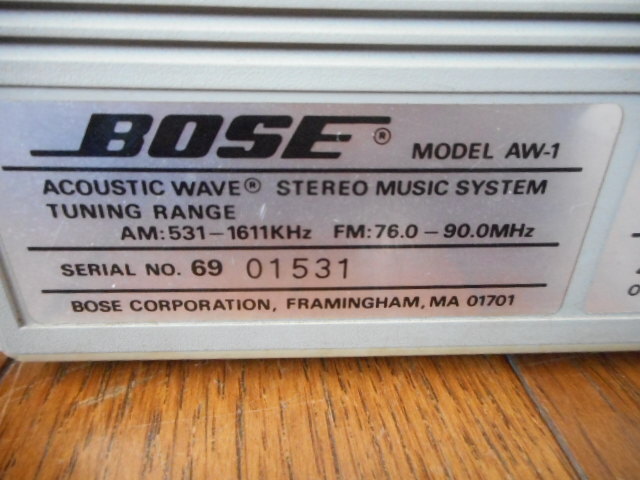 BOSE® MODEL AW-1
ACOUSTIC WAVE® STEREO MUSIC SYSTEM
TUNING RANGE
AM:531-1611KHz FM:76.0-90.0MHz
SERIAL NO. 69 01531
BOSE CORPORATION, FRAMINGHAM, MA 01701